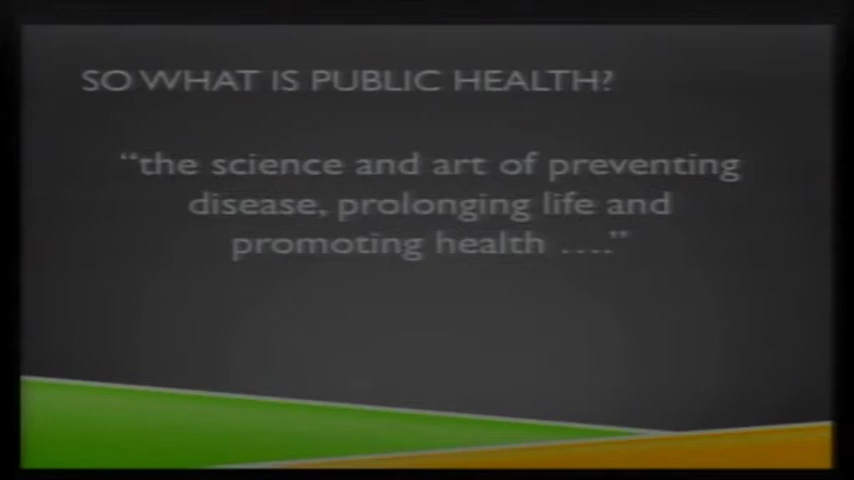 SO WHAT IS PUBLIC HEALTH?
“the science and art of preventing
disease, prolonging life and
promoting health ....”